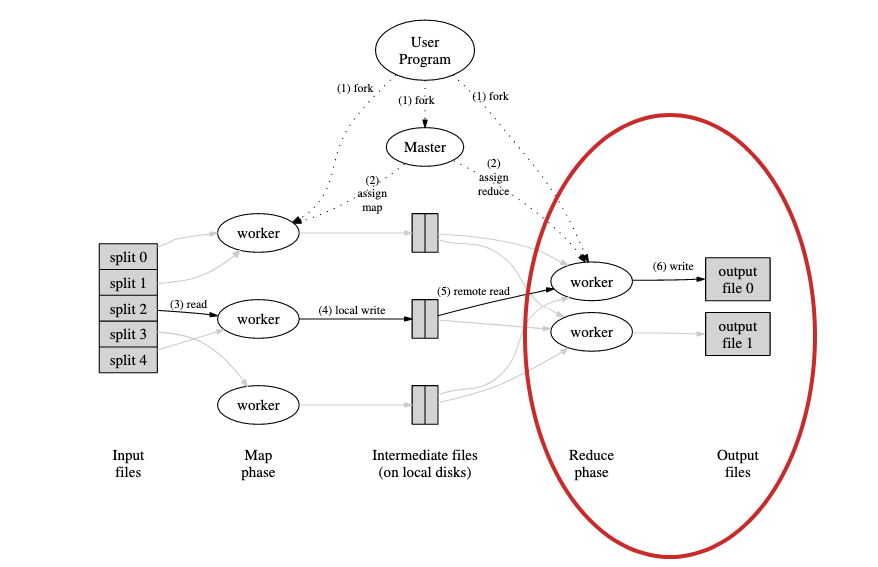 User
Program
(1) fork
(1) fork
(1) fork
Master
(2)
assign
map
(2)
assign
reduce
split 0
split 1
split 2
split 3
split 4
(3) read
worker
worker
worker
(4) local write
(5) remote read
worker
worker
(6) write
output
file 0
output
file 1
Input
files
Map
phase
Intermediate files
(on local disks)
Reduce
phase
Output
files